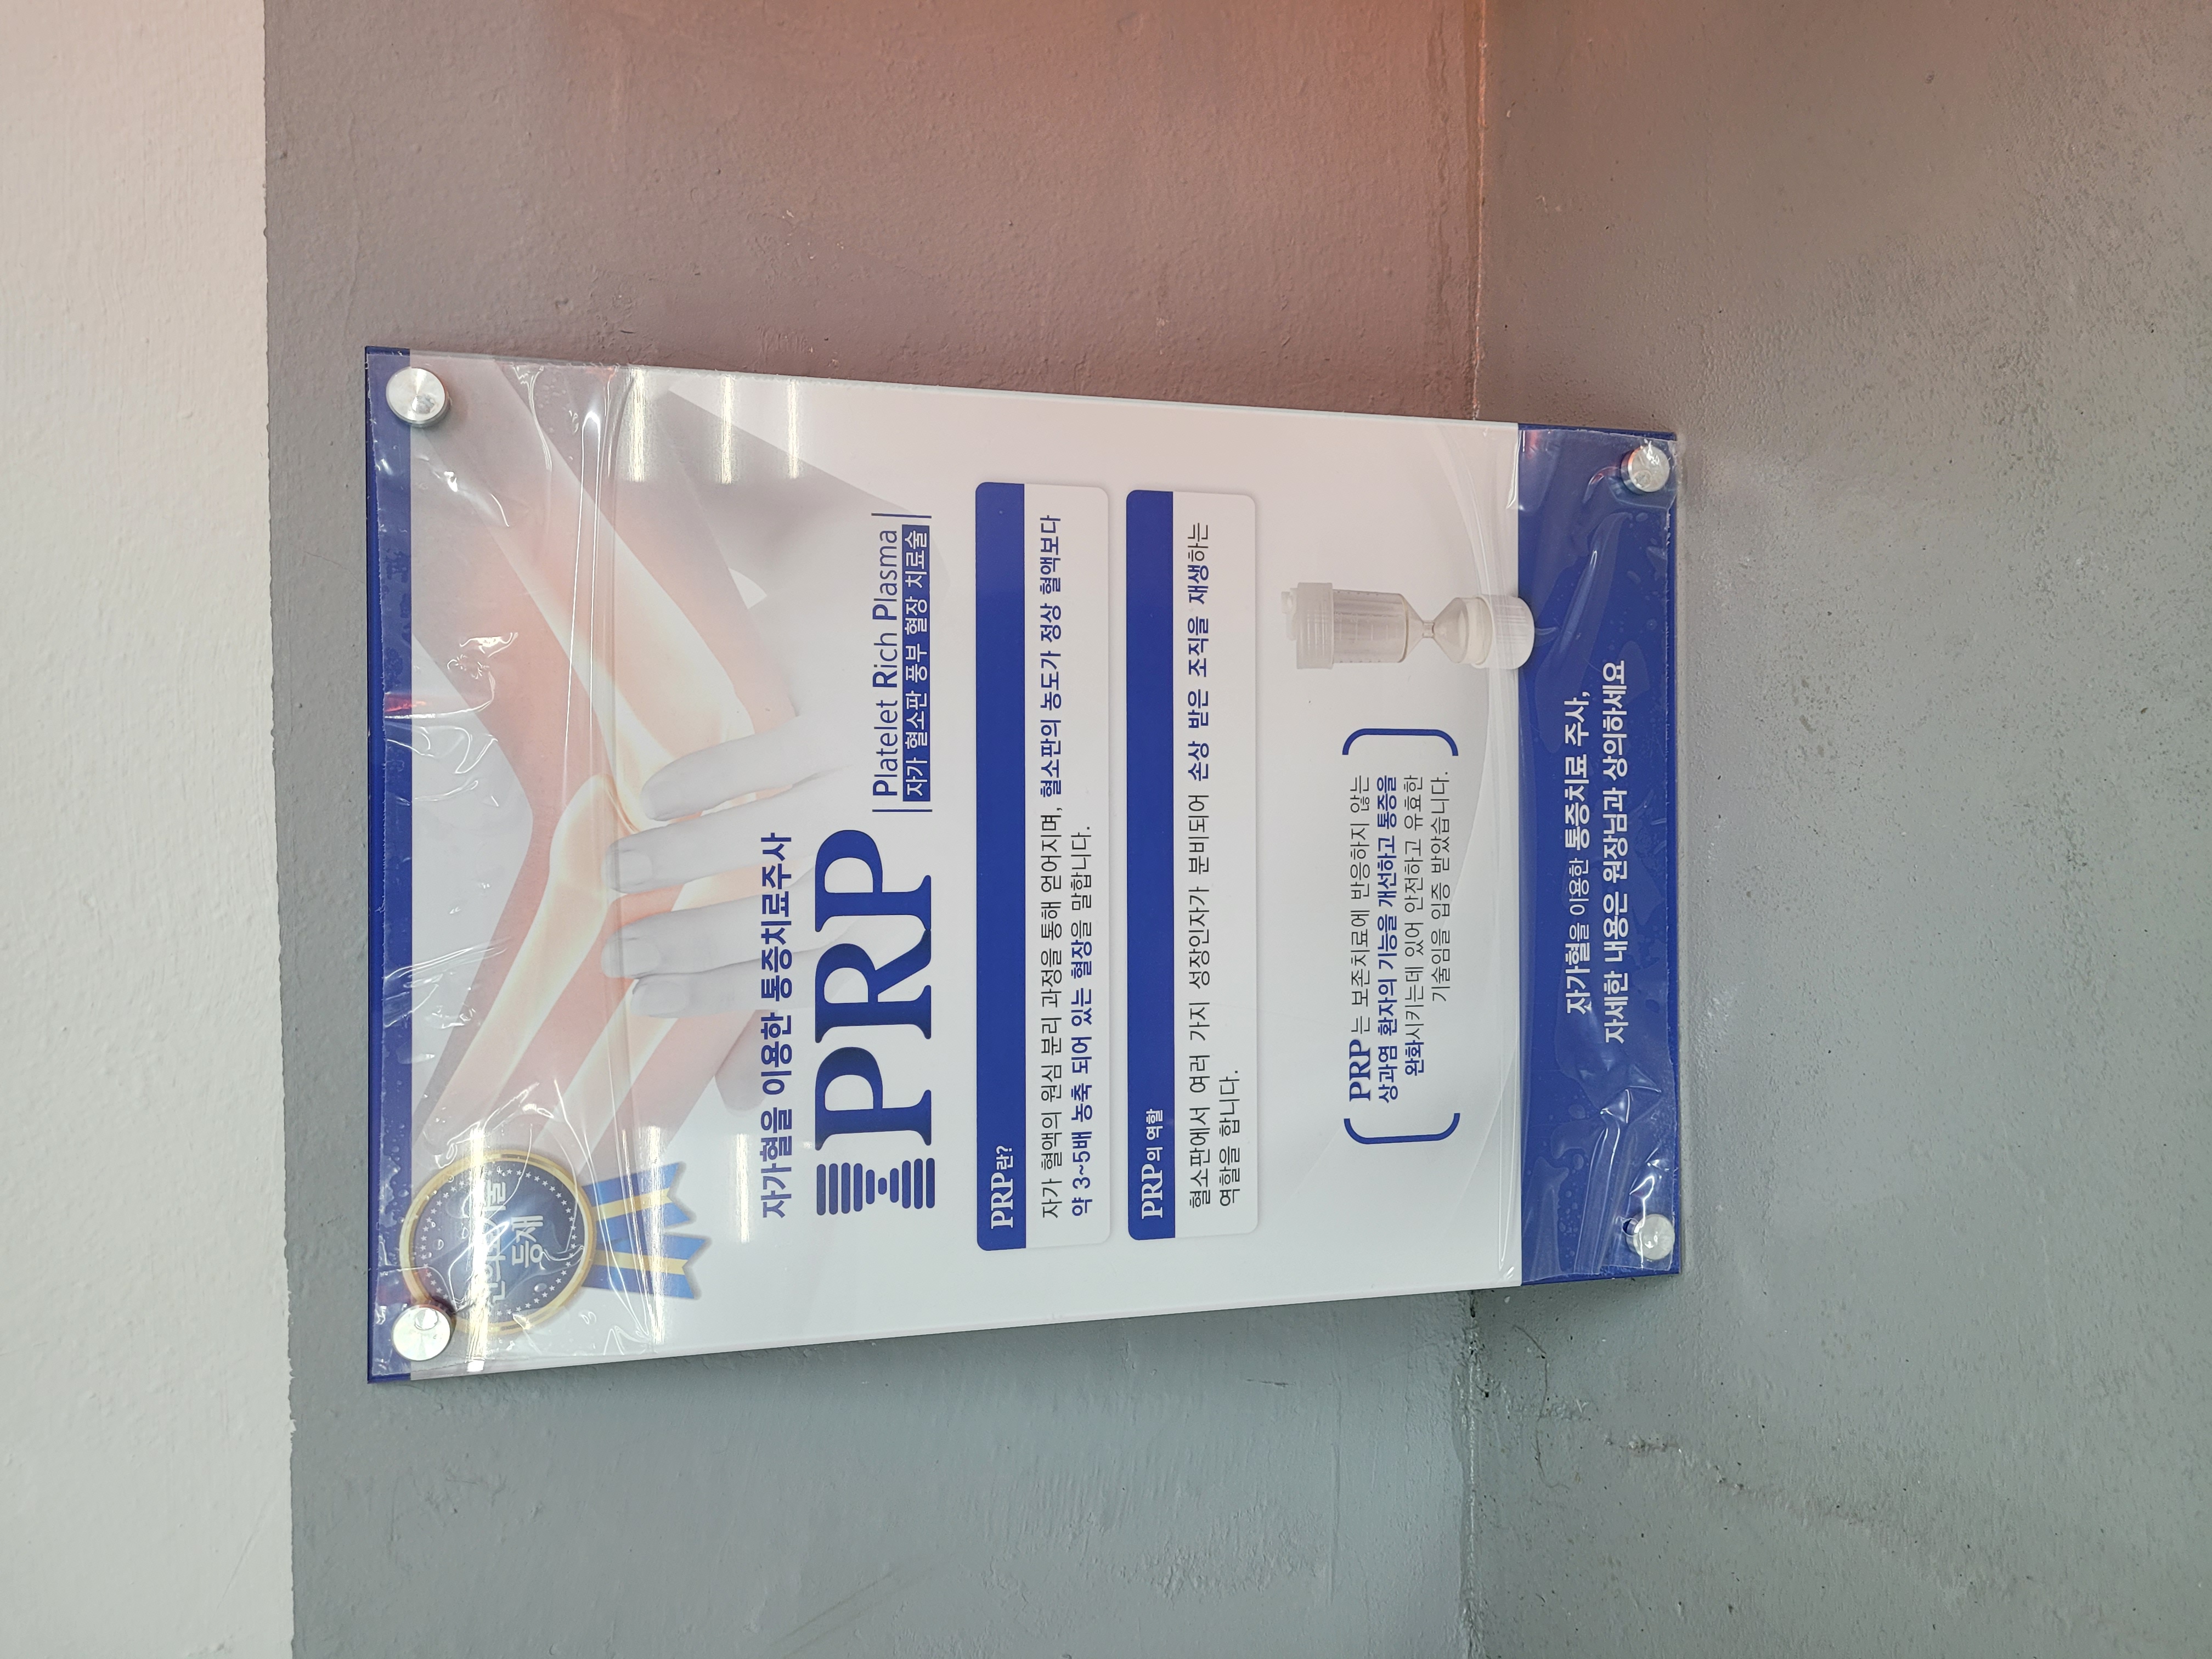 등재
자가혈을 이용한 통증치료주사
PRP
Platelet Rich Plasma
자가 혈소판 풍부 혈장 치료술
PRP란?
자가 혈액의 원심 분리 과정을 통해 얻어지며, 혈소판의 농도가 정상 혈액보다
약 3~5배 농축 되어 있는 혈장을 말합니다.
PRP의 역할
혈소판에서 여러 가지 성장인자가 분비되어 손상 받은 조직을 재생하는
역할을 합니다.
PRP 는 보존치료에 반응하지 않는
상과염 환자의 기능을 개선하고 통증을
완화시키는데 있어 안전하고 유효한
기술임을 입증 받았습니다.
자가혈을 이용한 통증치료 주사,
자세한 내용은 원장님과 상의하세요